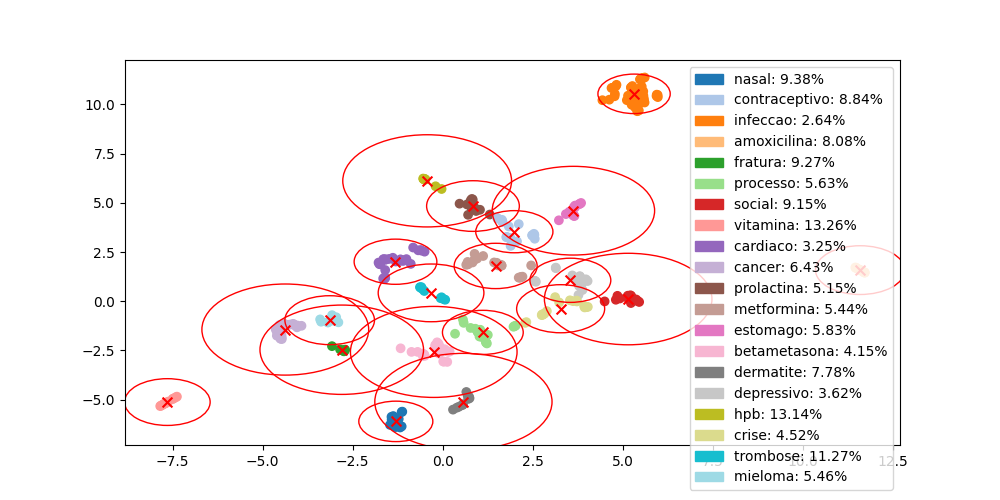 10.0
7.5
5.0
2.5
0.0
−2.5
−5.0
−7.5
−5.0
−2.5
0.0
2.5
5.0
7.5
10.0
12.5
nasal: 9.38%
contraceptivo: 8.84%
infeccao: 2.64%
amoxicilina: 8.08%
fratura: 9.27%
processo: 5.63%
social: 9.15%
vitamina: 13.26%
cardiaco: 3.25%
cancer: 6.43%
prolactina: 5.15%
metformina: 5.44%
estomago: 5.83%
betametasona: 4.15%
dermatite: 7.78%
depressivo: 3.62%
hpb: 13.14%
crise: 4.52%
trombose: 11.27%
mieloma: 5.46%